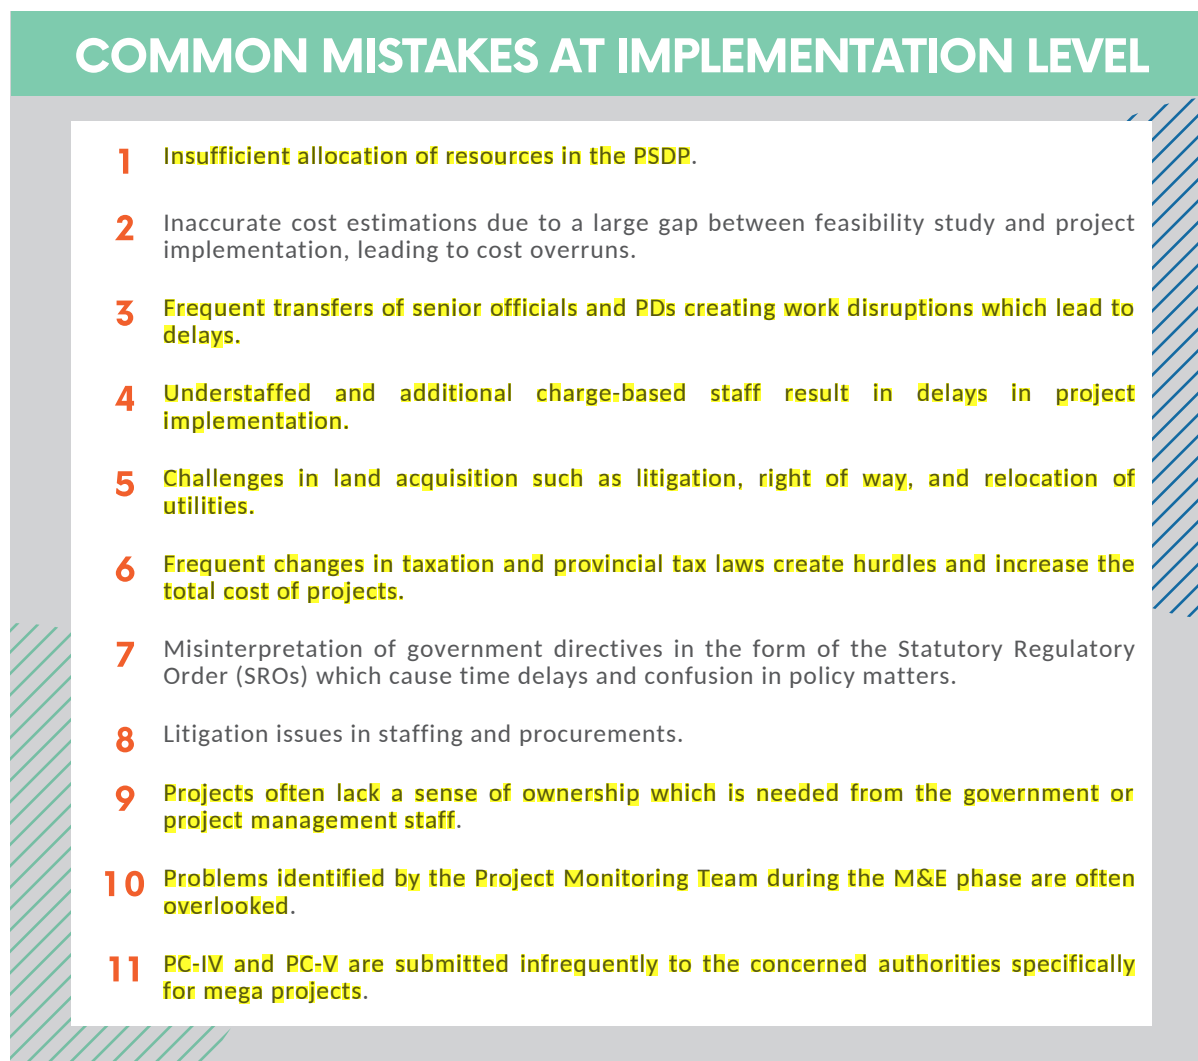 COMMON MISTAKES AT IMPLEMENTATION LEVEL
1 Insufficient allocation of resources in the PSDP.
2 Inaccurate cost estimations due to a large gap between feasibility study and project
implementation, leading to cost overruns.
3 Frequent transfers of senior officials and PDs creating work disruptions which lead to
delays.
4 Understaffed and additional charge-based staff result in delays in project
implementation.
5 Challenges in land acquisition such as litigation, right of way, and relocation of
utilities.
6 Frequent changes in taxation and provincial tax laws create hurdles and increase the
total cost of projects.
7 Misinterpretation of government directives in the form of the Statutory Regulatory
Order (SROs) which cause time delays and confusion in policy matters.
8 Litigation issues in staffing and procurements.
9 Projects often lack a sense of ownership which is needed from the government or
project management staff.
10 Problems identified by the Project Monitoring Team during the M&E phase are often
overlooked.
11 PC-IV and PC-V are submitted infrequently to the concerned authorities specifically
for mega projects.